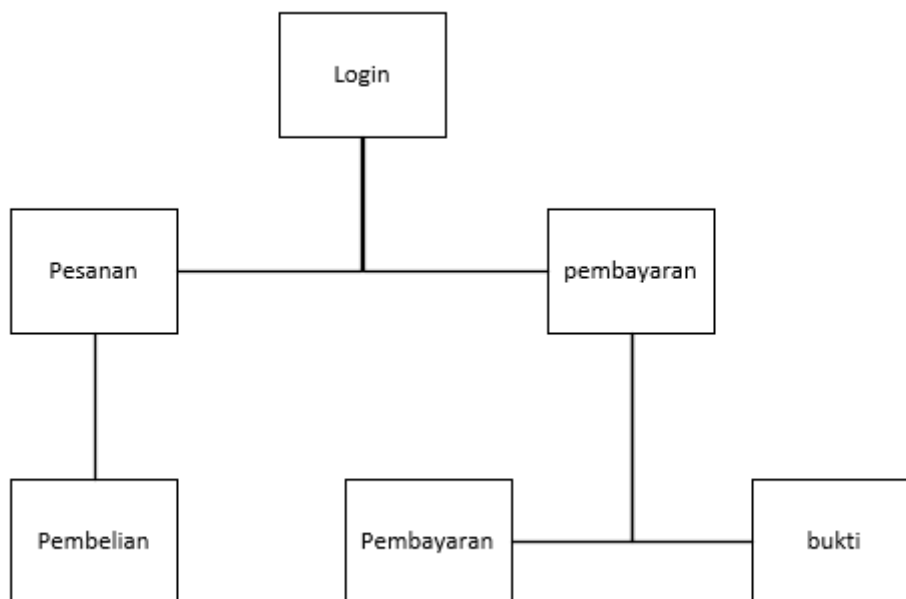 Login
Pesanan
pembayaran
Pembelian
Pembayaran
bukti